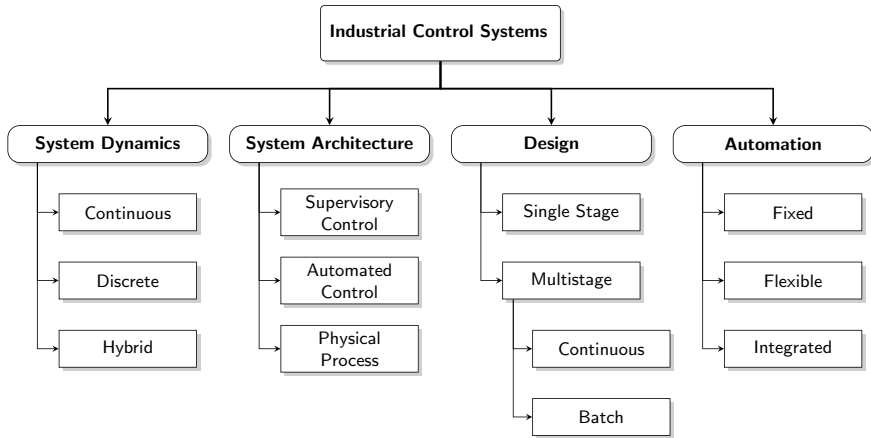 Industrial Control Systems
System Dynamics
System Architecture
Design
Automation
Continuous
Discrete
Hybrid
Supervisory
Control
Automated
Control
Physical
Process
Single Stage
Multistage
Continuous
Batch
Fixed
Flexible
Integrated